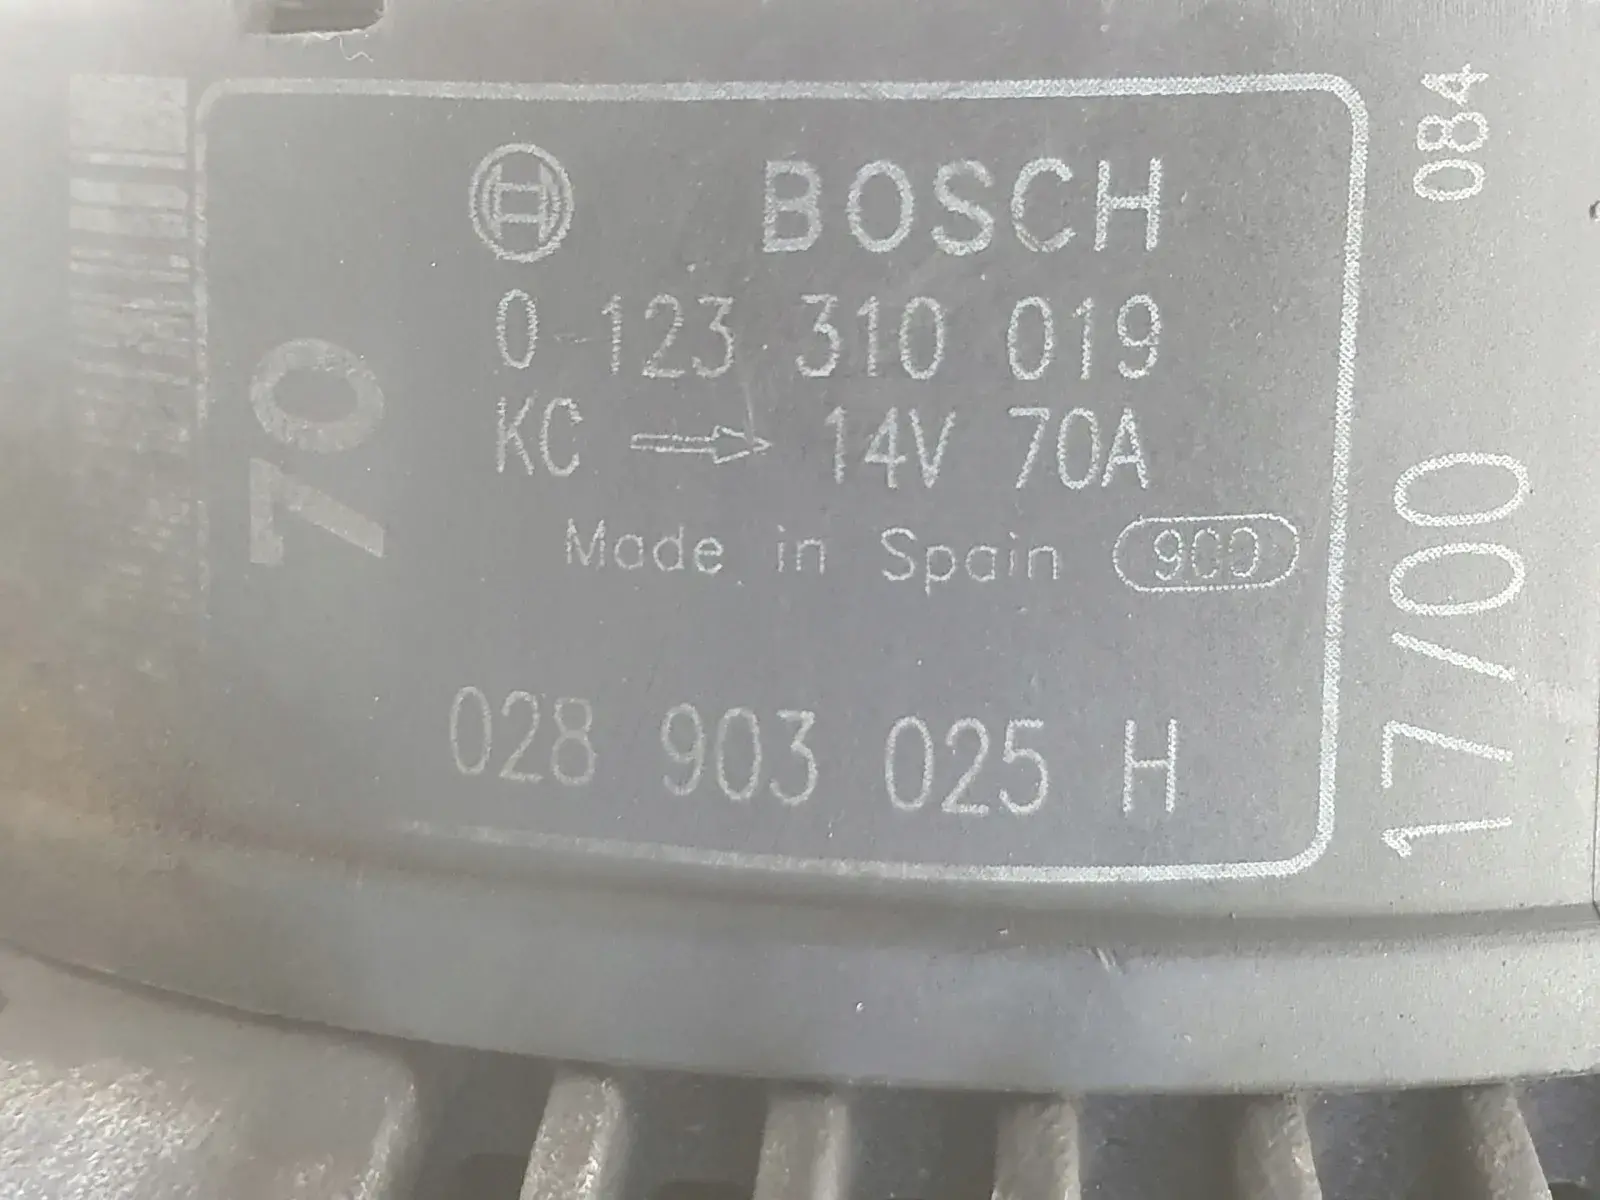 BOSCH
0 123 310 019
KC → 14V 70A
Made in Spain 900
028 903 025 H
70
17/00
084